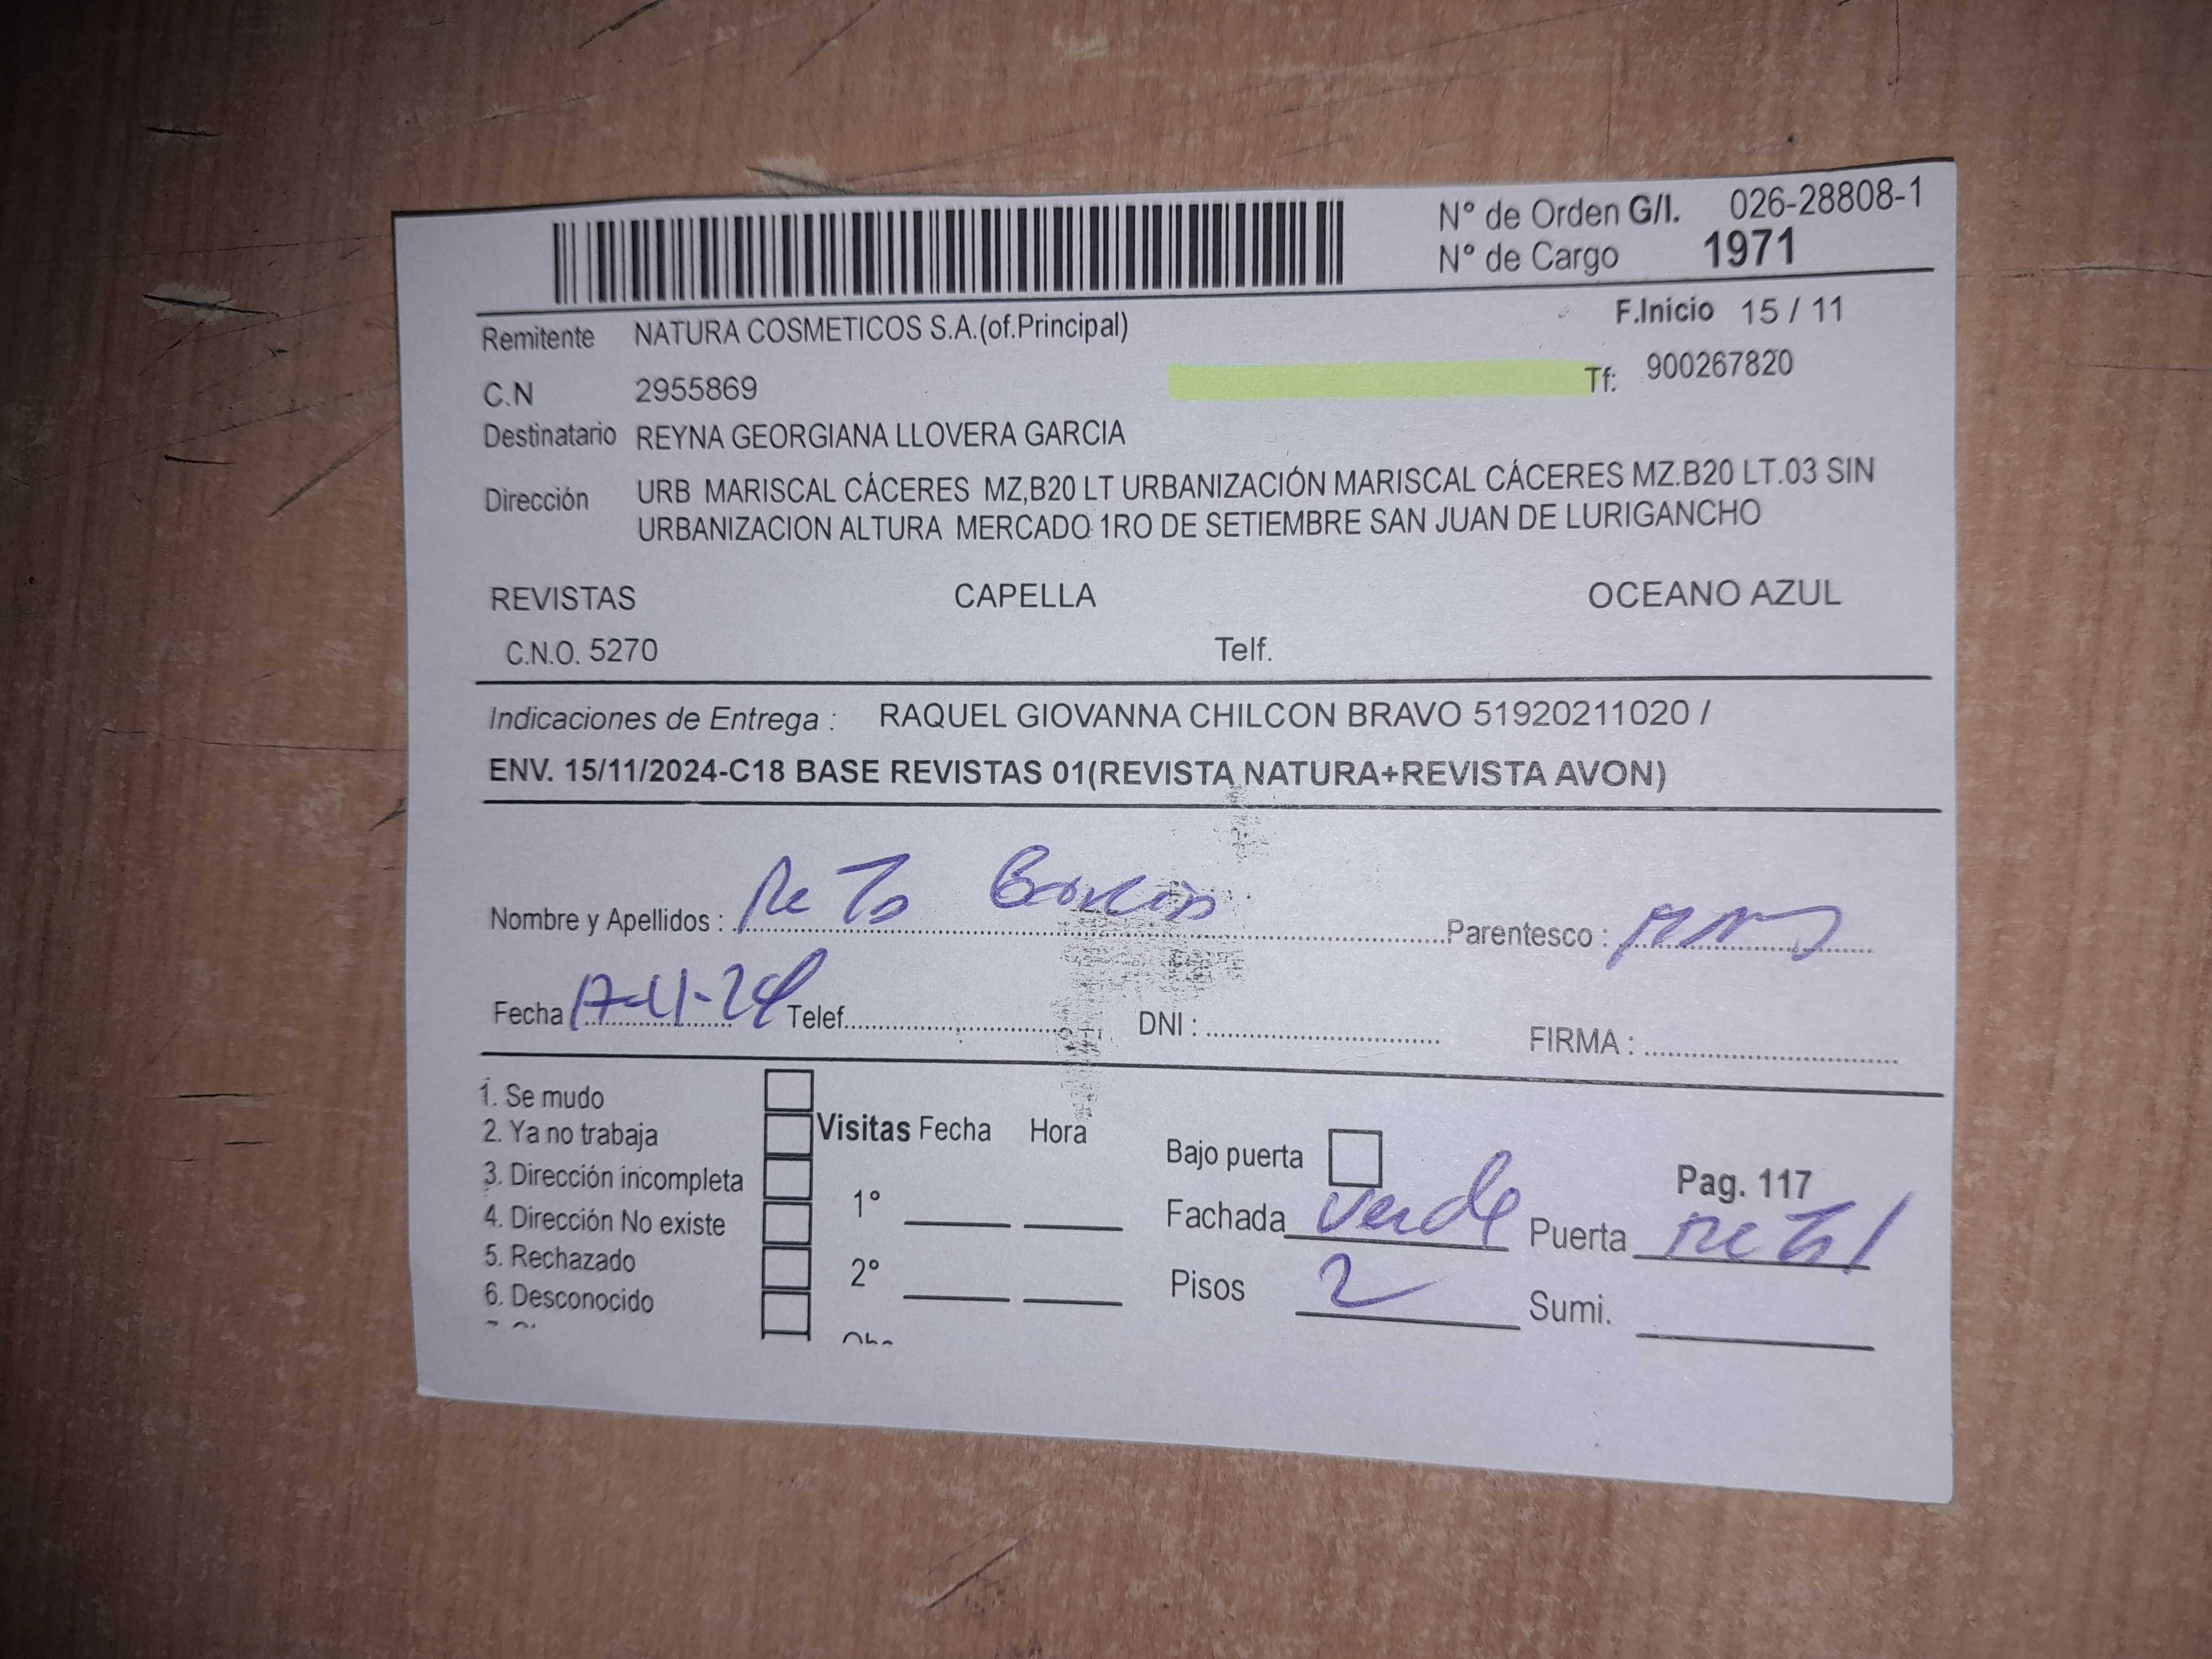 N° de Orden G/I. 026-28808-1
N° de Cargo 1971
F.Inicio 15 / 11
Remitente NATURA COSMETICOS S.A.(of.Principal)
C.N 2955869 Tf: 900267820
Destinatario REYNA GEORGIANA LLOVERA GARCIA
Dirección URB MARISCAL CÁCERES MZ,B20 LT URBANIZACIÓN MARISCAL CÁCERES MZ.B20 LT.03 SIN
URBANIZACION ALTURA MERCADO 1RO DE SETIEMBRE SAN JUAN DE LURIGANCHO
REVISTAS CAPELLA OCEANO AZUL
C.N.O. 5270 Telf.
Indicaciones de Entrega : RAQUEL GIOVANNA CHILCON BRAVO 51920211020 /
ENV. 15/11/2024-C18 BASE REVISTAS 01(REVISTA NATURA+REVISTA AVON)
Nombre y Apellidos : Parentesco :
Fecha 17-11-24 Telef. DNI : FIRMA :
1. Se mudo
2. Ya no trabaja
3. Dirección incompleta
4. Dirección No existe
5. Rechazado
6. Desconocido
Visitas Fecha Hora
1°
2°
Bajo puerta Pag. 117
Fachada verde Puerta Metal
Pisos 2 Sumi.